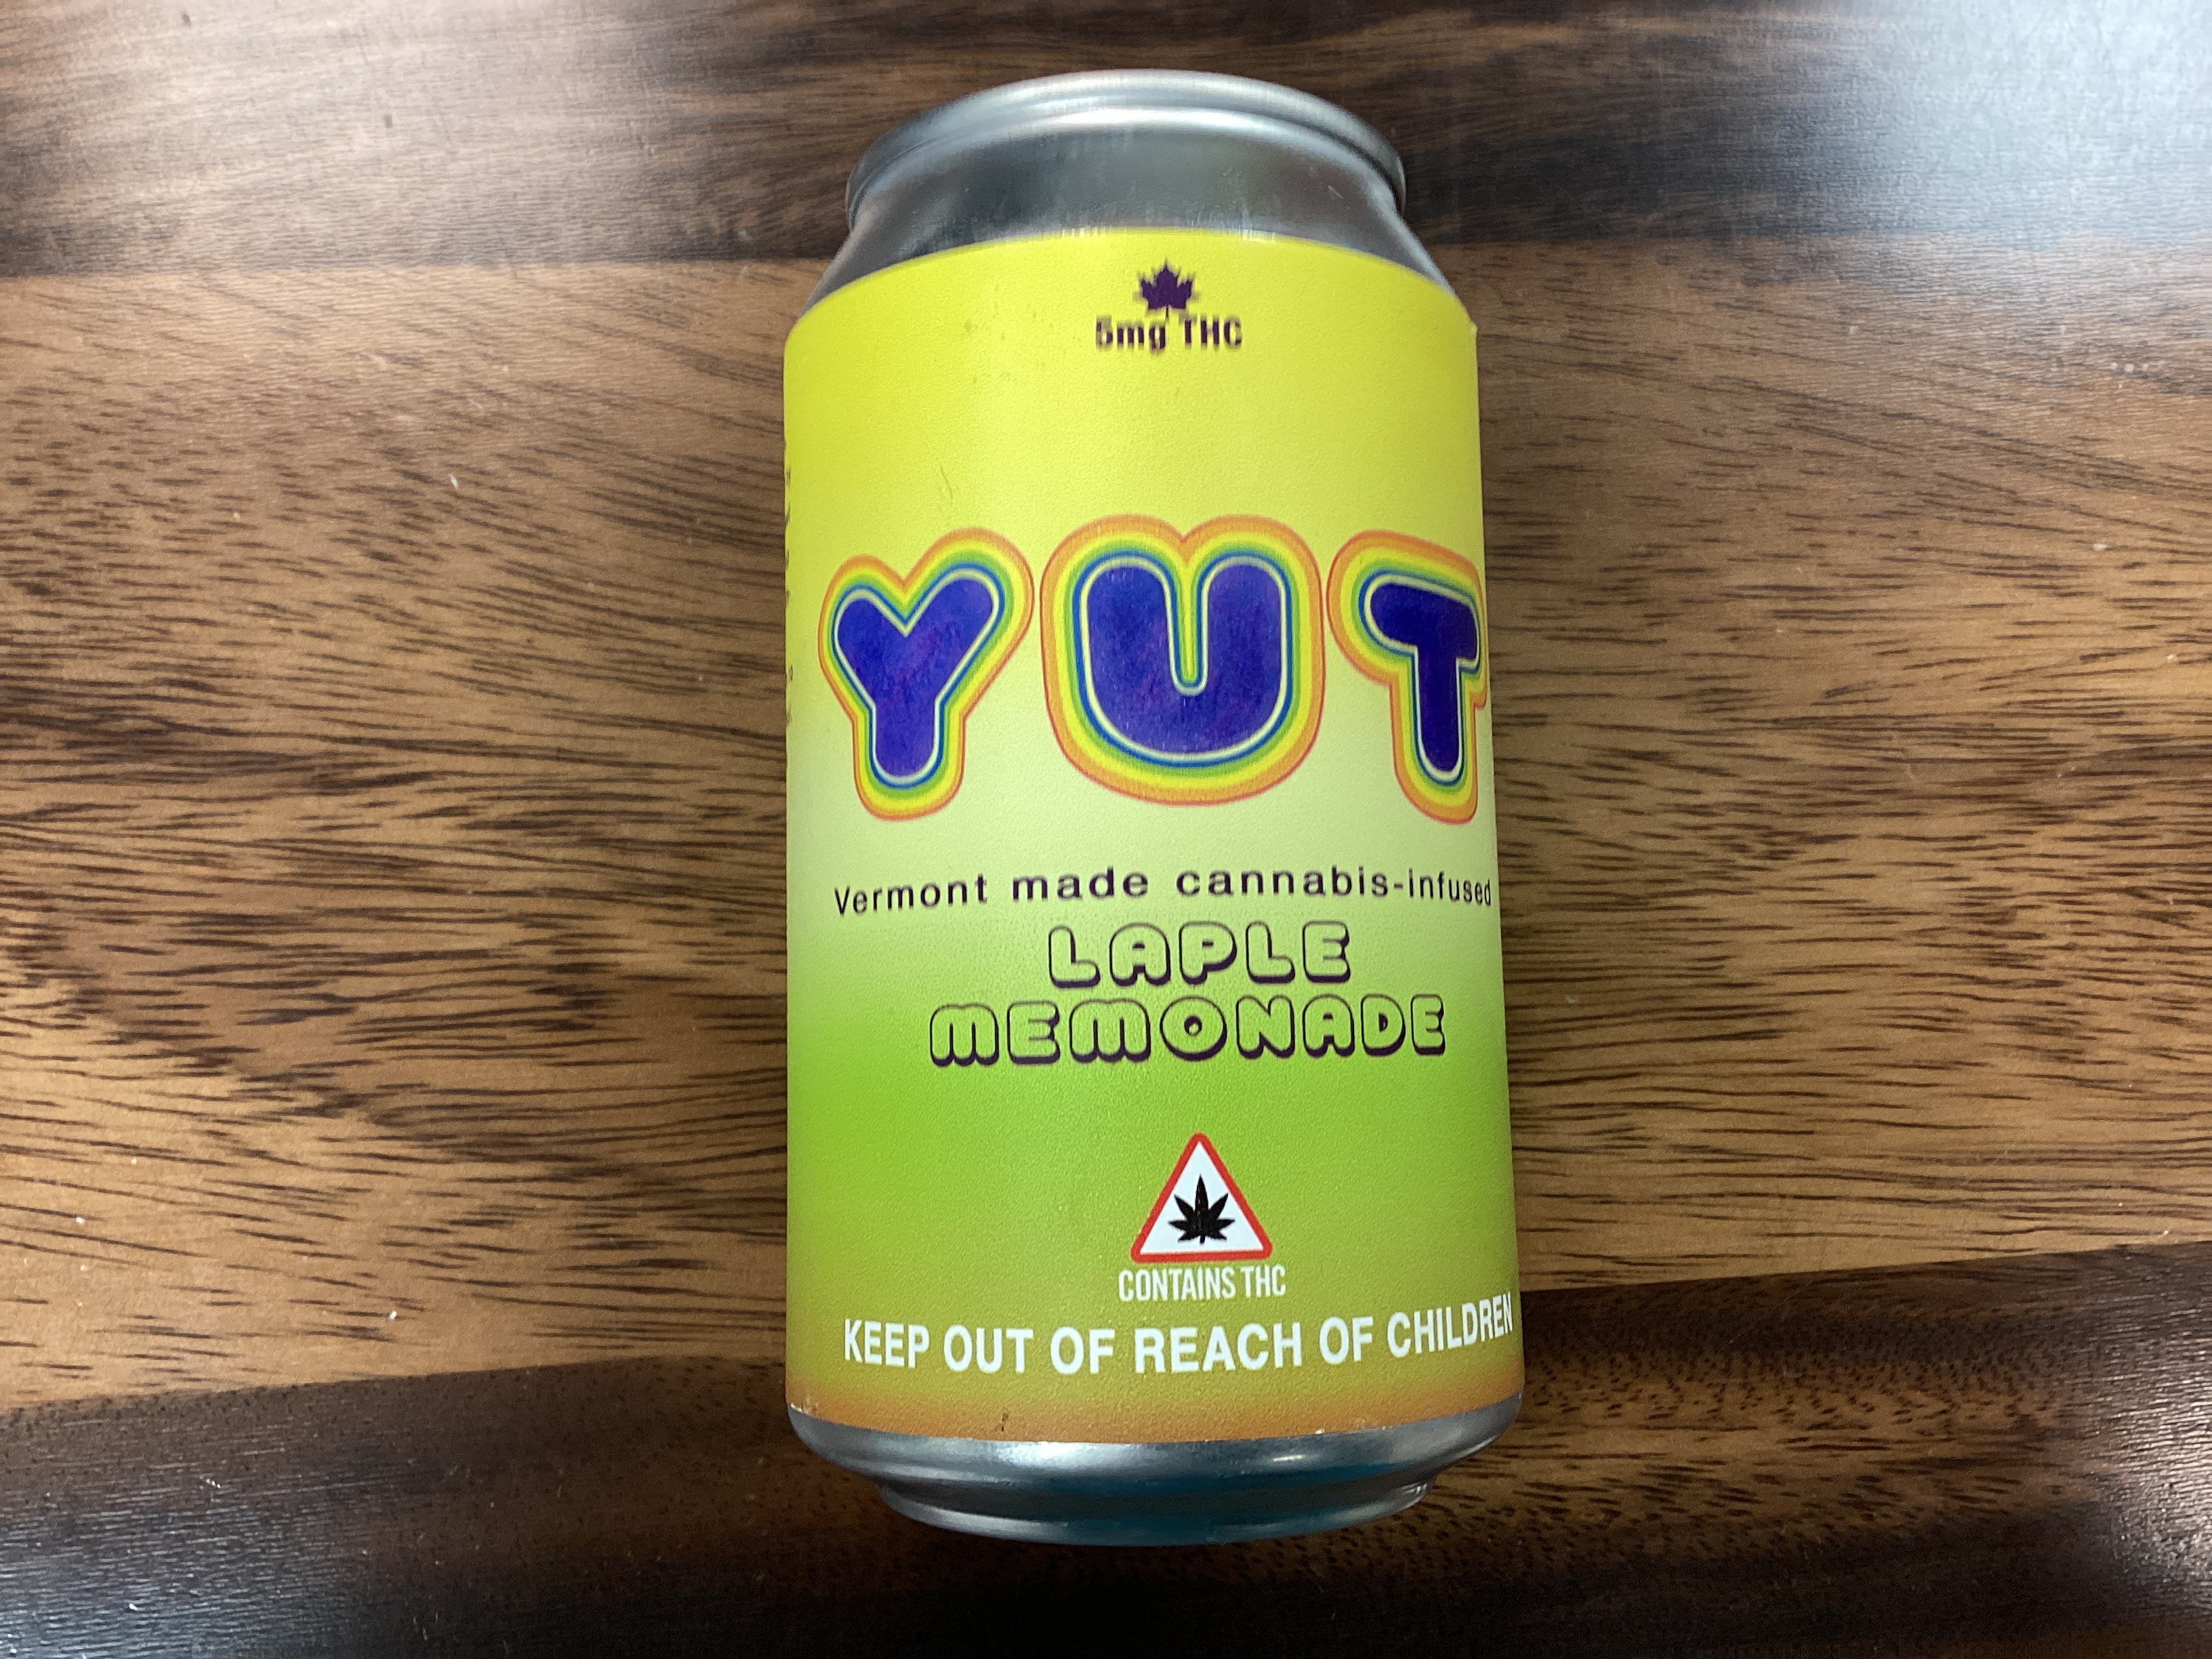 5mg THC
YUT
Vermont made cannabis-infused
LAPLE
MEMONADE
CONTAINS THC
KEEP OUT OF REACH OF CHILDREN